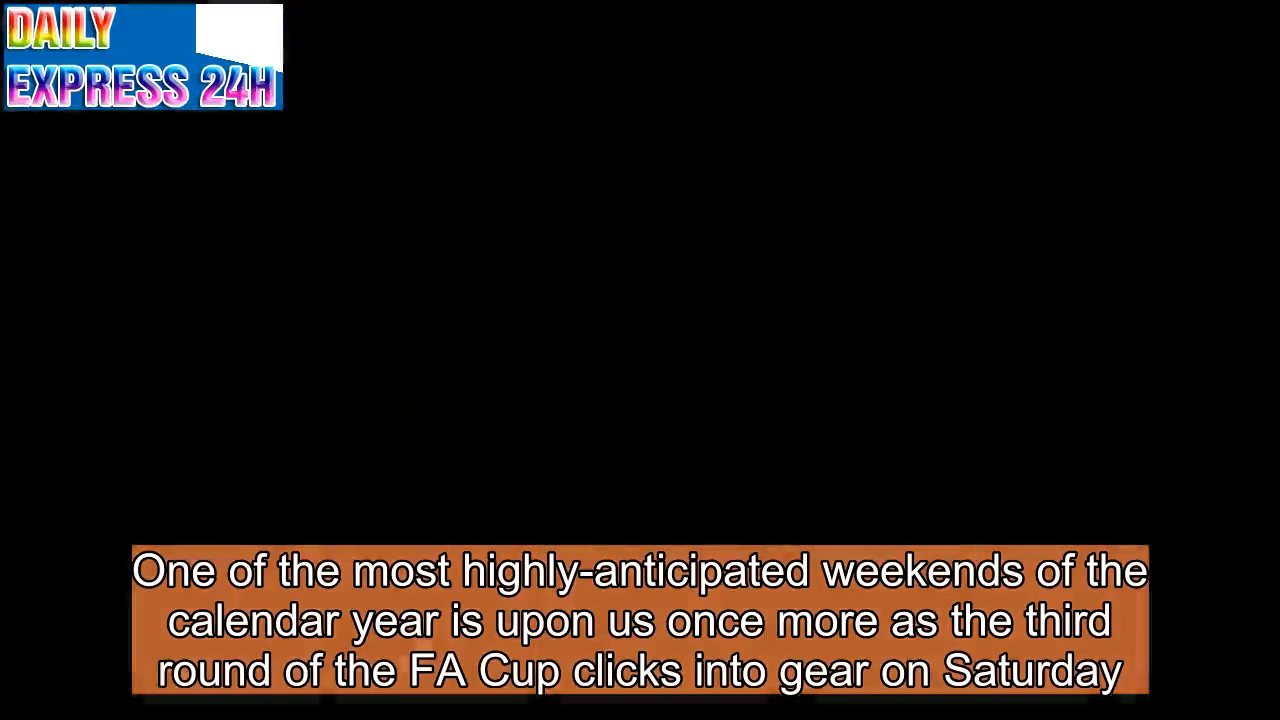 DAILY
EXPRESS 24H
One of the most highly-anticipated weekends of the
calendar year is upon us once more as the third
round of the FA Cup clicks into gear on Saturday